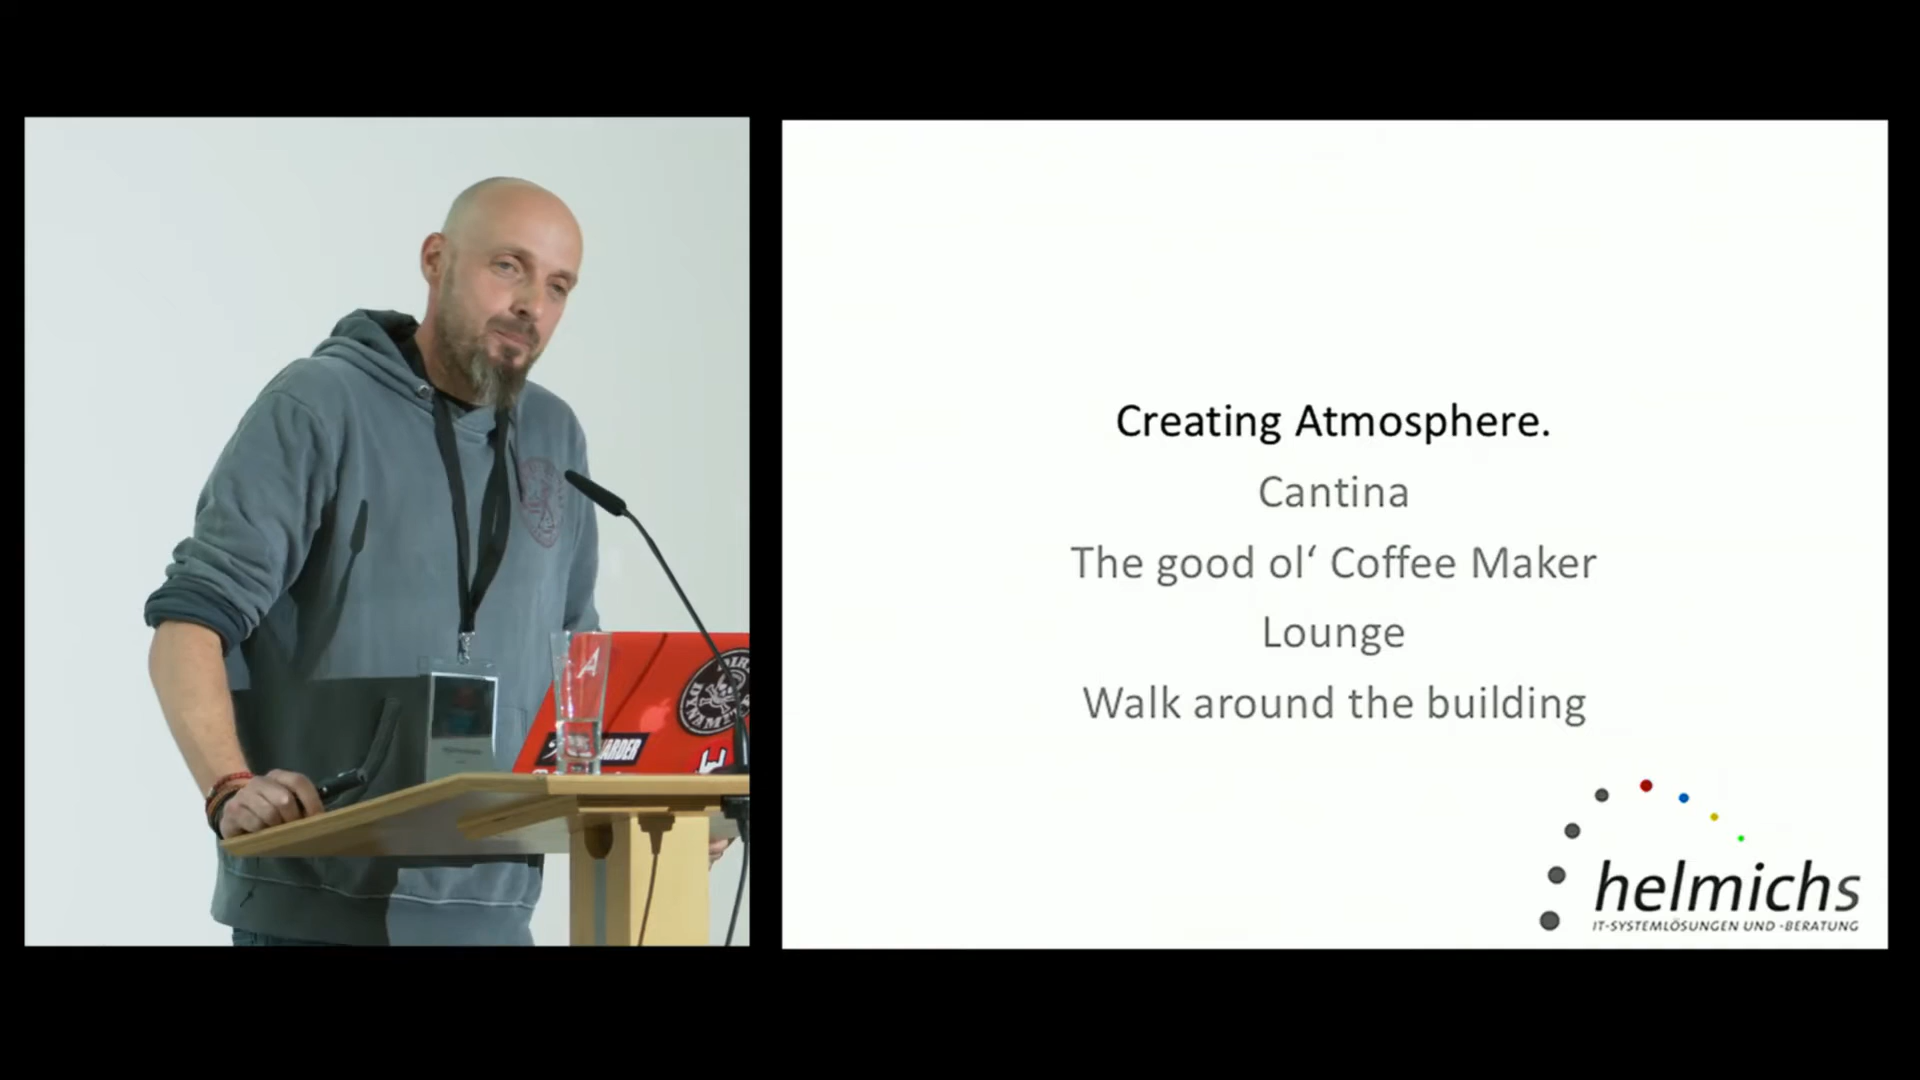 Creating Atmosphere.
Cantina
The good ol‘ Coffee Maker
Lounge
Walk around the building
helmichs
IT-SYSTEMLÖSUNGEN UND -BERATUNG
A